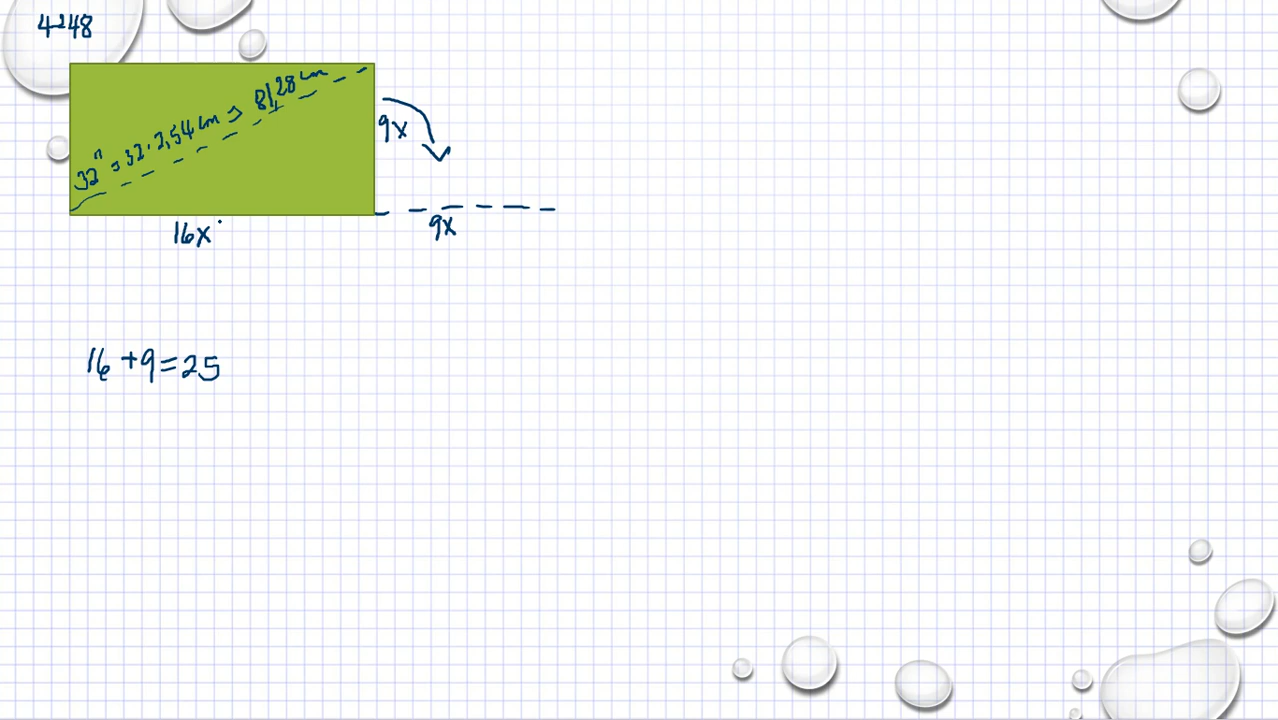 4248
32" = 32 · 2,54 cm = 81,28 cm
9x
9x
16x
16 + 9 = 25